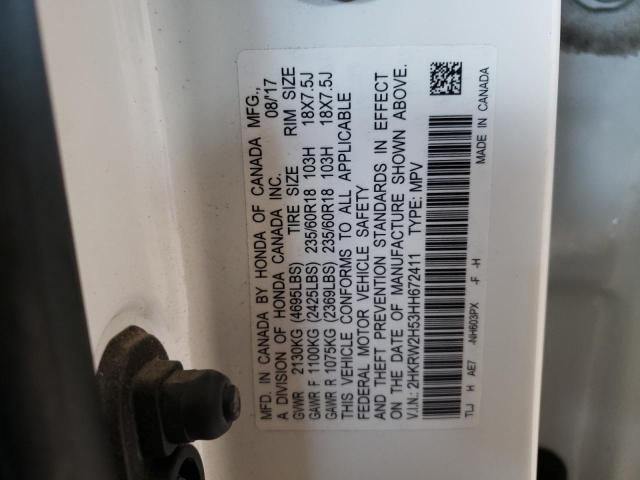 MFD. IN CANADA BY HONDA OF CANADA MFG.,
A DIVISION OF HONDA CANADA INC. 08/'17
GVWR 2130KG (4695LBS) TIRE SIZE RIM SIZE
GAWR F 1100KG (2425LBS) 235/60R18 103H 18X7.5J
GAWR R 1075KG (2369LBS) 235/60R18 103H 18X7.5J
THIS VEHICLE CONFORMS TO ALL APPLICABLE
FEDERAL MOTOR VEHICLE SAFETY
AND THEFT PREVENTION STANDARDS IN EFFECT
ON THE DATE OF MANUFACTURE SHOWN ABOVE.
V.I.N.: 2HKRW2H53HH672411 TYPE: MPV
TLJ H AE7 -NH603PX -F -H MADE IN CANADA